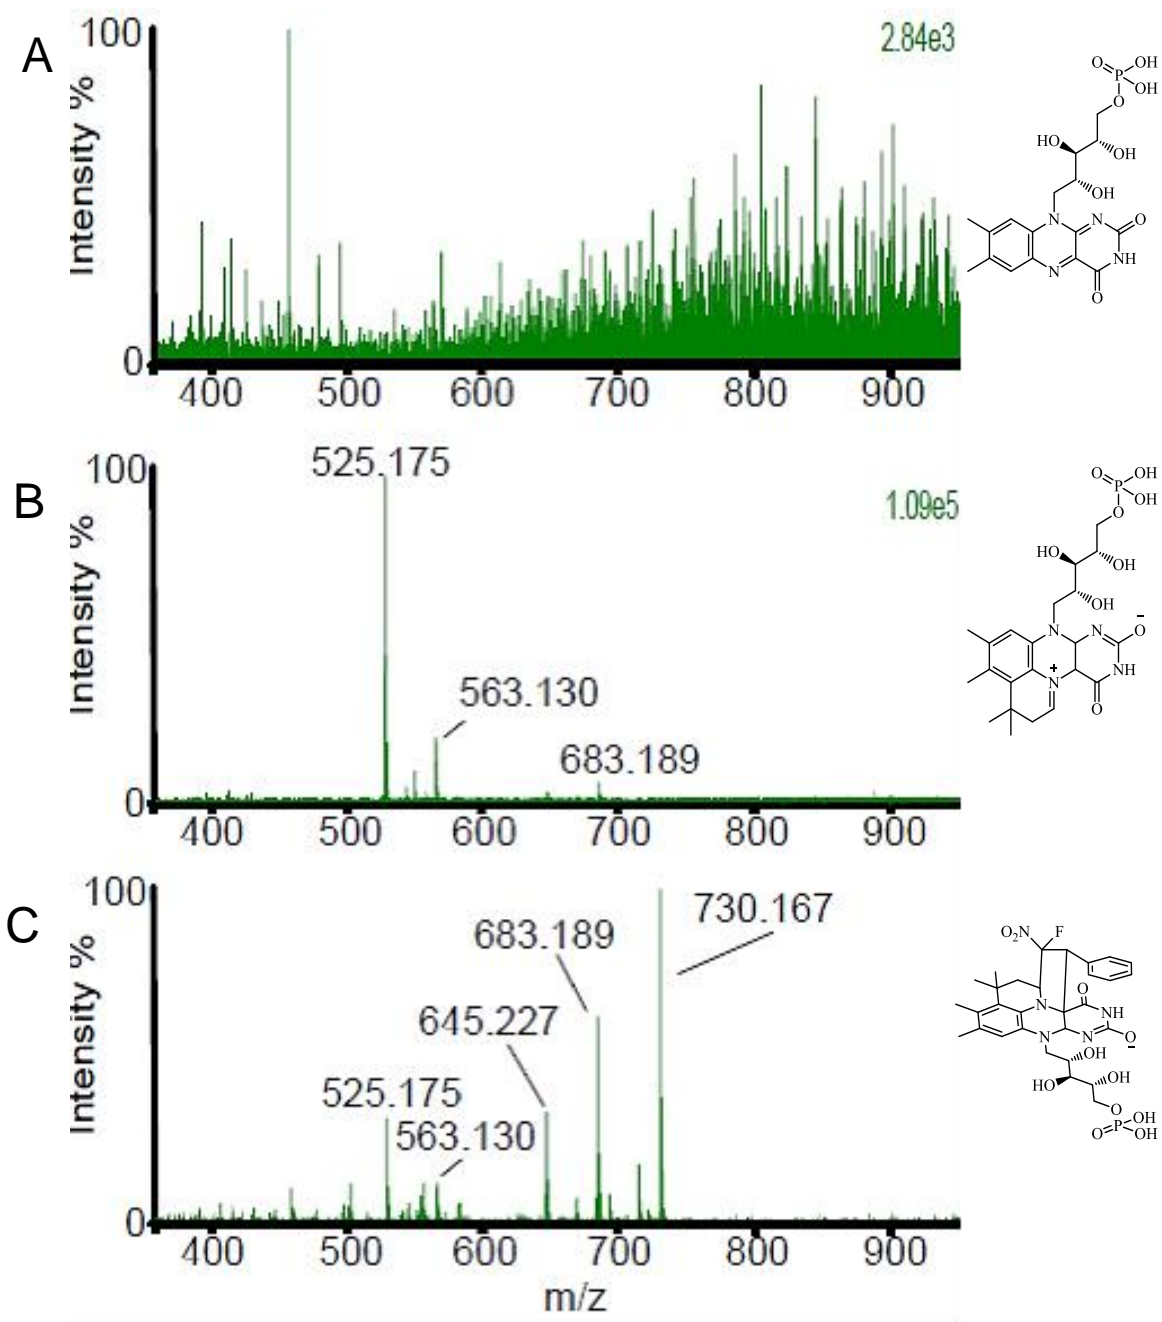 A
Intensity %
100
0
2.84e3
400 500 600 700 800 900
O
P
OH
OH
O
HO
OH
OH
N
N
O
NH
N
O
B
Intensity %
100
0
525.175
1.09e5
563.130
683.189
400 500 600 700 800 900
O
P
OH
OH
O
HO
OH
OH
N
N
O
−
NH
+
N
O
C
Intensity %
100
0
730.167
683.189
645.227
525.175
563.130
400 500 600 700 800 900
m/z
O2N
F
O
N
NH
N
N
O
−
OH
HO
OH
O
O
P
OH
OH